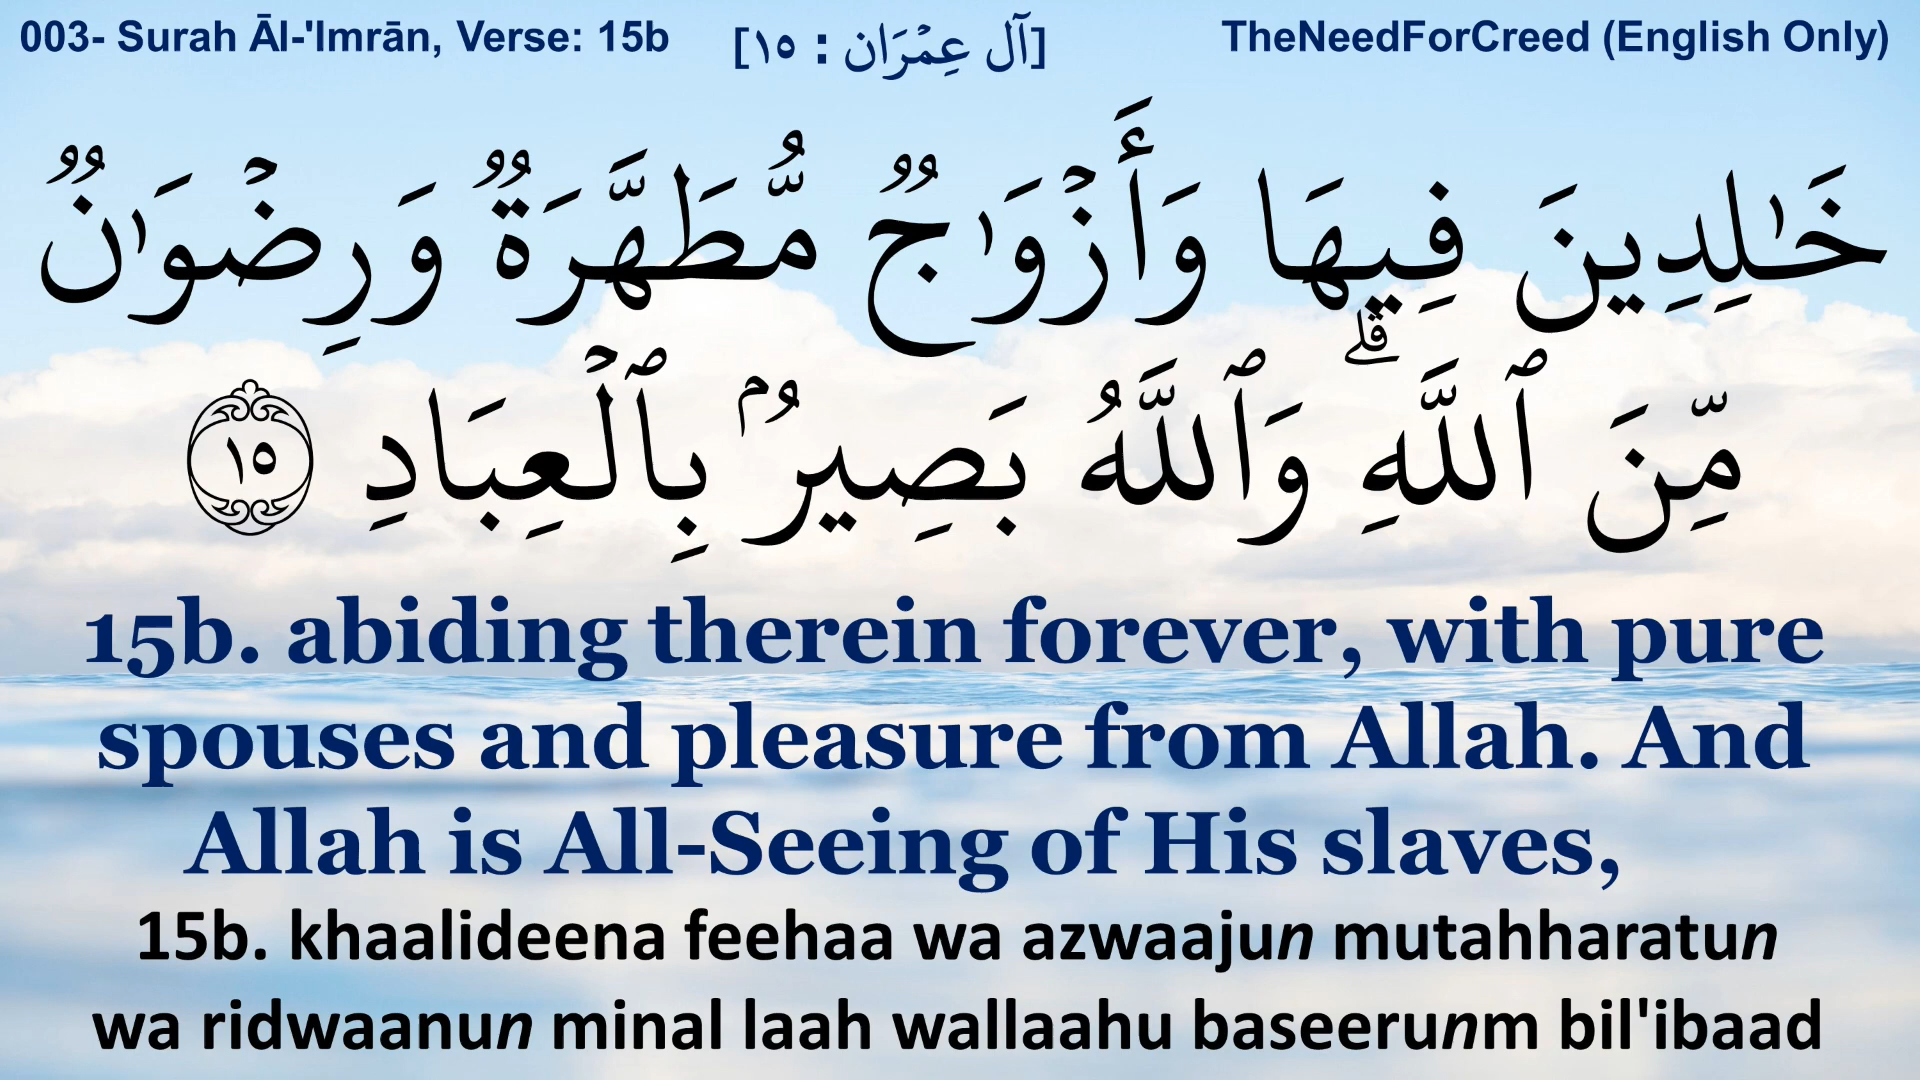 003- Surah Āl-'Imrān, Verse: 15b
[آل عِمْرَان : ١٥]
TheNeedForCreed (English Only)
خَـٰلِدِينَ فِيهَا وَأَزْوَٰجٌ مُّطَهَّرَةٌ وَرِضْوَٰنٌ
مِّنَ ٱللَّهِ ۗ وَٱللَّهُ بَصِيرُۢ بِٱلْعِبَادِ ١٥
15b. abiding therein forever, with pure
spouses and pleasure from Allah. And
Allah is All-Seeing of His slaves,
15b. khaalideena feehaa wa azwaajun mutahharatun
wa ridwaanun minal laah wallaahu baseerunm bil'ibaad